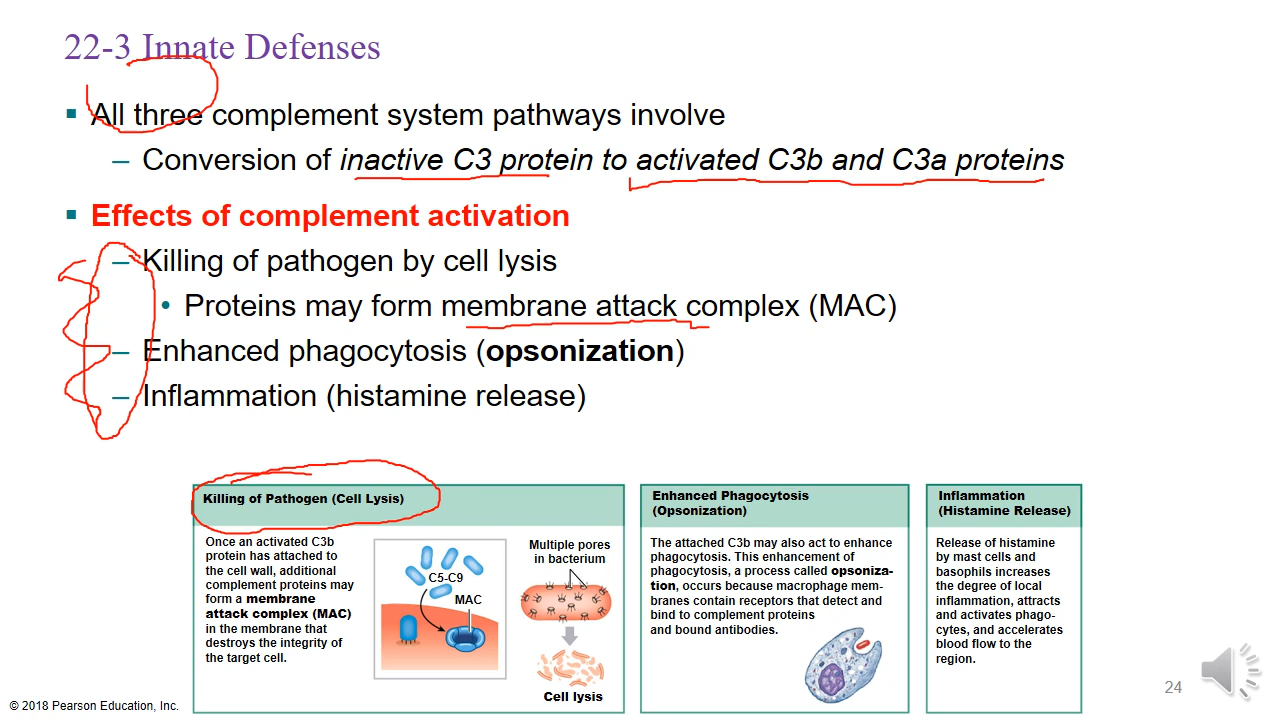 22-3 Innate Defenses
▪ All three complement system pathways involve
– Conversion of inactive C3 protein to activated C3b and C3a proteins
▪ Effects of complement activation
– Killing of pathogen by cell lysis
• Proteins may form membrane attack complex (MAC)
– Enhanced phagocytosis (opsonization)
– Inflammation (histamine release)
Killing of Pathogen (Cell Lysis)
Once an activated C3b
protein has attached to
the cell wall, additional
complement proteins may
form a membrane
attack complex (MAC)
in the membrane that
destroys the integrity of
the target cell.
C5-C9
MAC
Multiple pores
in bacterium
Cell lysis
Enhanced Phagocytosis
(Opsonization)
The attached C3b may also act to enhance
phagocytosis. This enhancement of
phagocytosis, a process called opsoniza-
tion, occurs because macrophage mem-
branes contain receptors that detect and
bind to complement proteins
and bound antibodies.
Inflammation
(Histamine Release)
Release of histamine
by mast cells and
basophils increases
the degree of local
inflammation, attracts
and activates phago-
cytes, and accelerates
blood flow to the
region.
24
© 2018 Pearson Education, Inc.